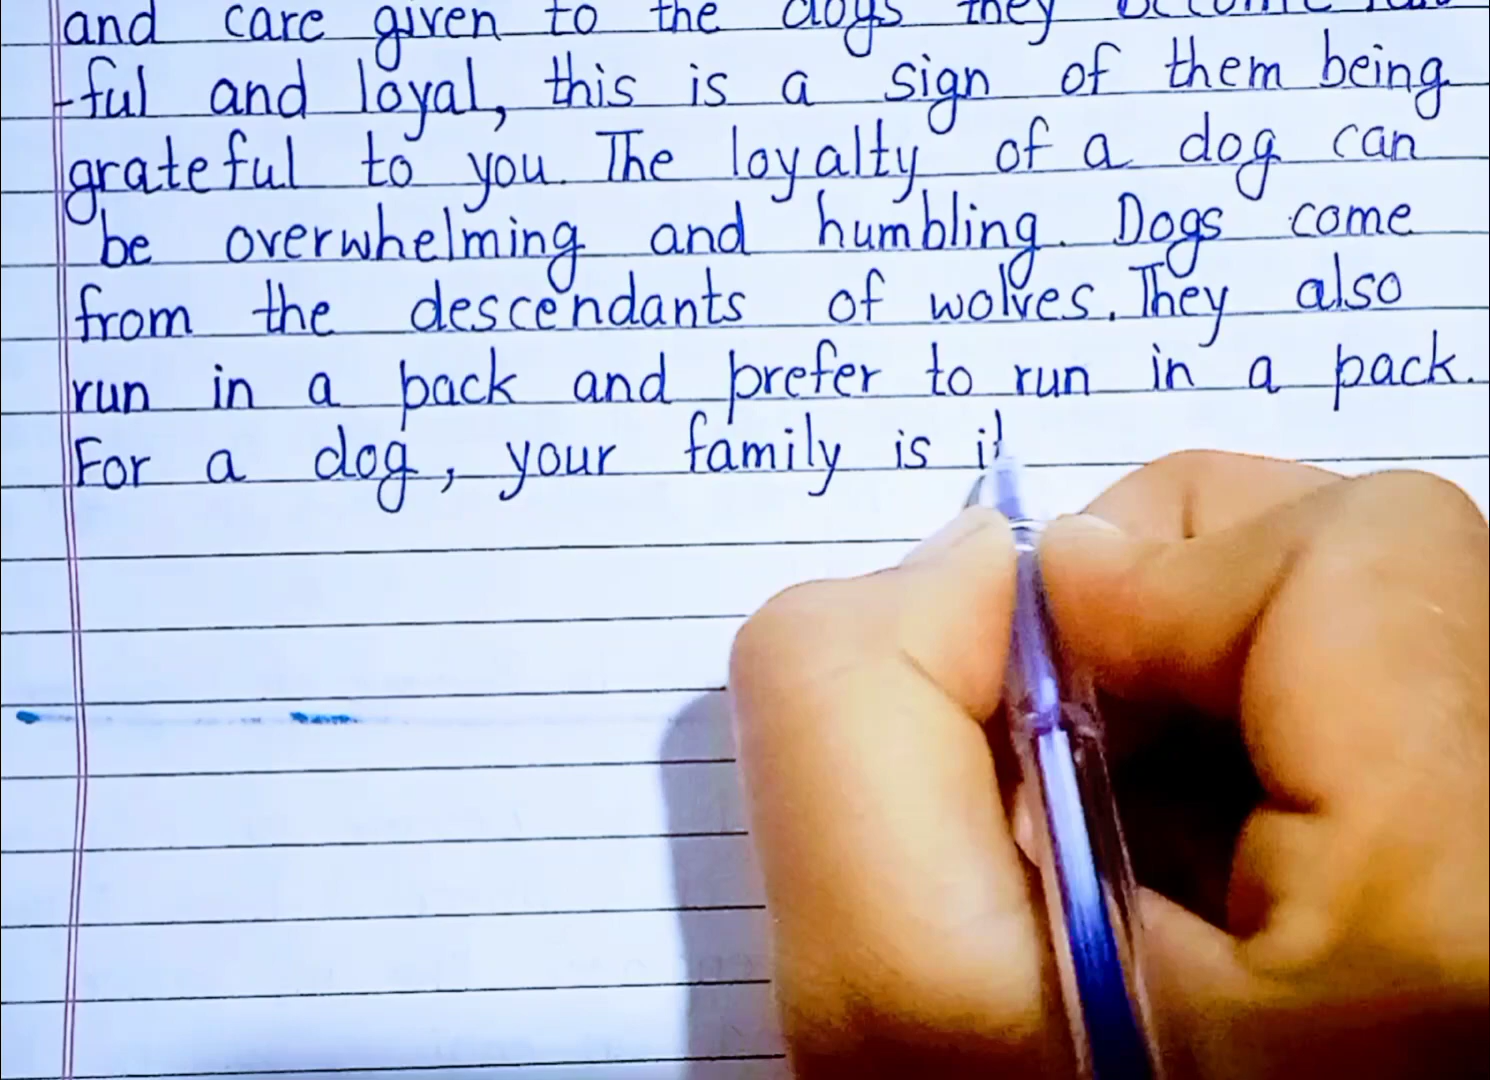 and care given to the dogs they become
-ful and loyal, this is a sign of them being
grateful to you. The loyalty of a dog can
be overwhelming and humbling. Dogs come
from the descendants of wolves. They also
run in a pack and prefer to run in a pack.
For a dog, your family is